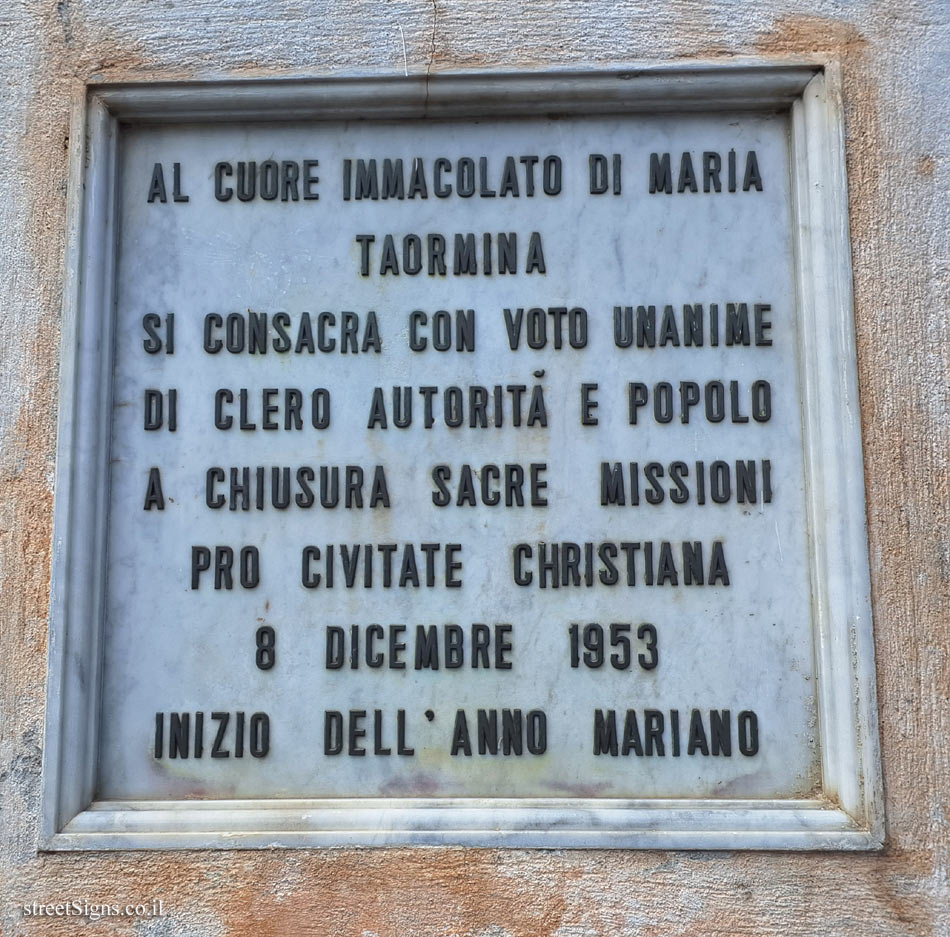 AL CUORE IMMACOLATO DI MARIA
TAORMINA
SI CONSACRA CON VOTO UNANIME
DI CLERO AUTORITÀ E POPOLO
A CHIUSURA SACRE MISSIONI
PRO CIVITATE CHRISTIANA
8 DICEMBRE 1953
INIZIO DELL'ANNO MARIANO
streetSigns.co.il